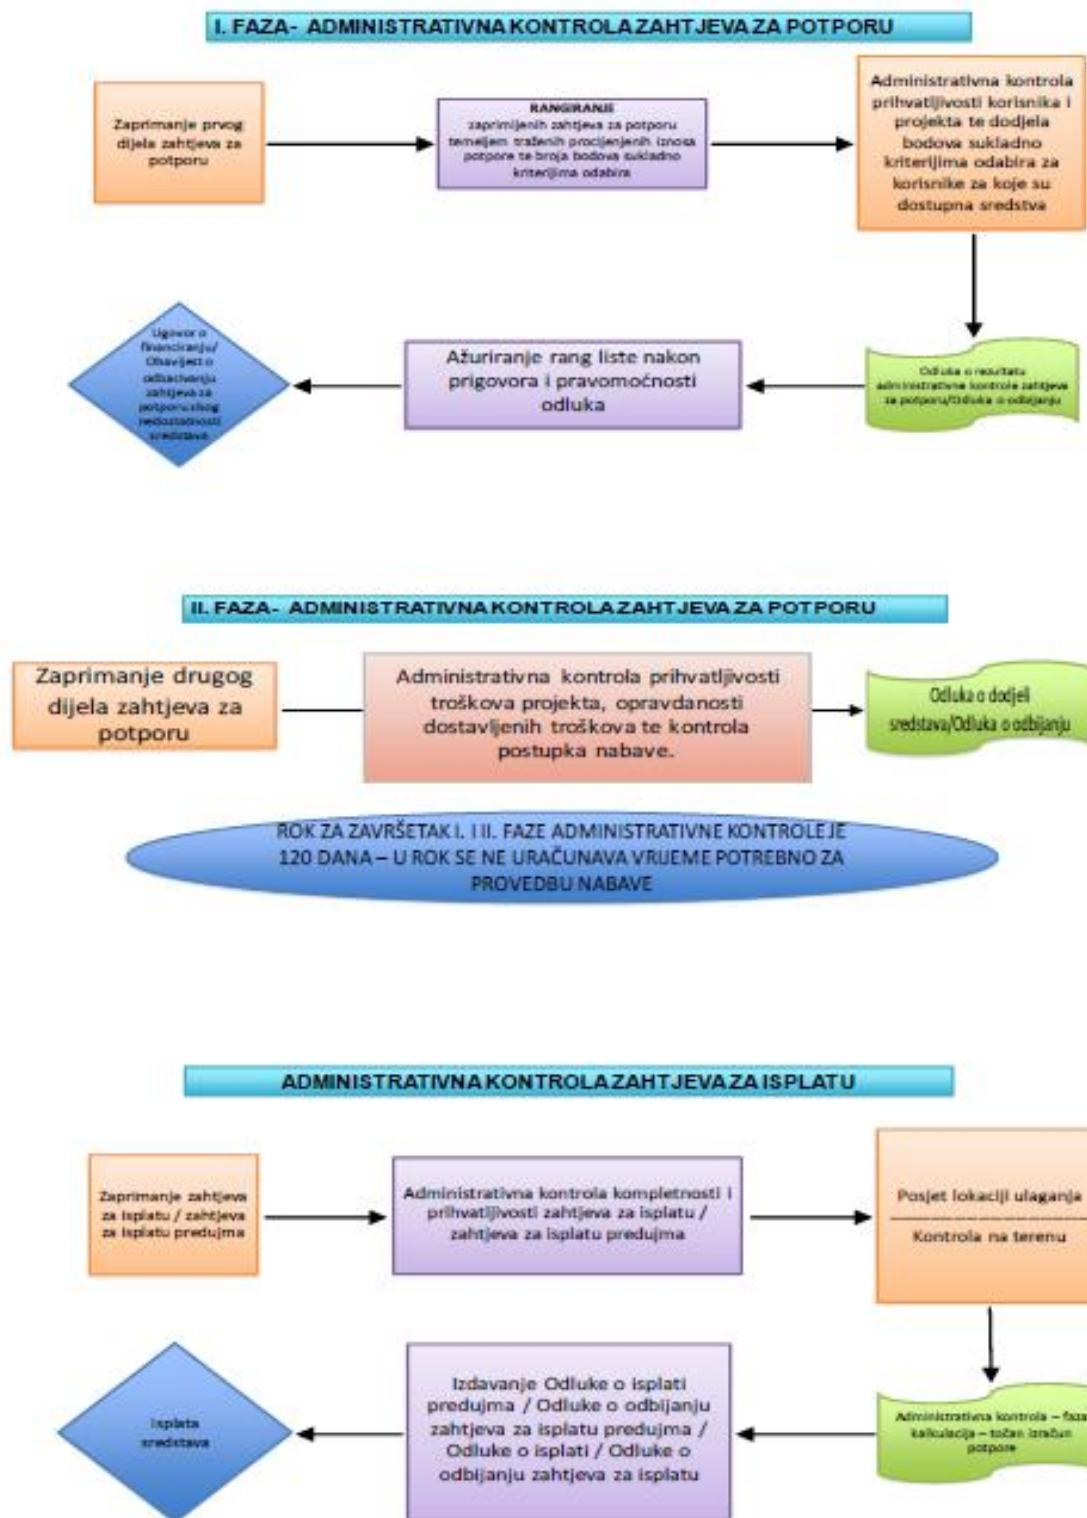 I. FAZA- ADMINISTRATIVNA KONTROLA ZAHTJEVA ZA POTPORU
Zaprimanje prvog
dijela zahtjeva za
potporu
RANGIRANJE
zaprimljenih zahtjeva za potporu
temeljem traženih procijenjenih iznosa
potpore te broja bodova sukladno
kriterijima odabira
Administrativna kontrola
prihvatljivosti korisnika i
projekta te dodjela
bodova sukladno
kriterijima odabira za
korisnike za koje su
dostupna sredstva
Ugovor o
financiranju/
Obavijest o
odbacivanju
zahtjeva za
potporu zbog
nedostatnosti
sredstava
Ažuriranje rang liste nakon
prigovora i pravomoćnosti
odluka
Odluka o rezultatu
administrativne kontrole zahtjeva
za potporu/Odluka o odbijanju
II. FAZA- ADMINISTRATIVNA KONTROLA ZAHTJEVA ZA POTPORU
Zaprimanje drugog
dijela zahtjeva za
potporu
Administrativna kontrola prihvatljivosti
troškova projekta, opravdanosti
dostavljenih troškova te kontrola
postupka nabave.
Odluka o dodjeli
sredstava/Odluka o odbijanju
ROK ZA ZAVRŠETAK I. I II. FAZE ADMINISTRATIVNE KONTROLE JE
120 DANA – U ROK SE NE URAČUNAVA VRIJEME POTREBNO ZA
PROVEDBU NABAVE
ADMINISTRATIVNA KONTROLA ZAHTJEVA ZA ISPLATU
Zaprimanje zahtjeva
za isplatu / zahtjeva
za isplatu predujma
Administrativna kontrola kompletnosti i
prihvatljivosti zahtjeva za isplatu /
zahtjeva za isplatu predujma
Posjet lokaciji ulaganja
Kontrola na terenu
Isplata
sredstava
Izdavanje Odluke o isplati
predujma / Odluke o odbijanju
zahtjeva za isplatu predujma /
Odluke o isplati / Odluke o
odbijanju zahtjeva za isplatu
Administrativna kontrola – faza
kalkulacija – točan izračun
potpore